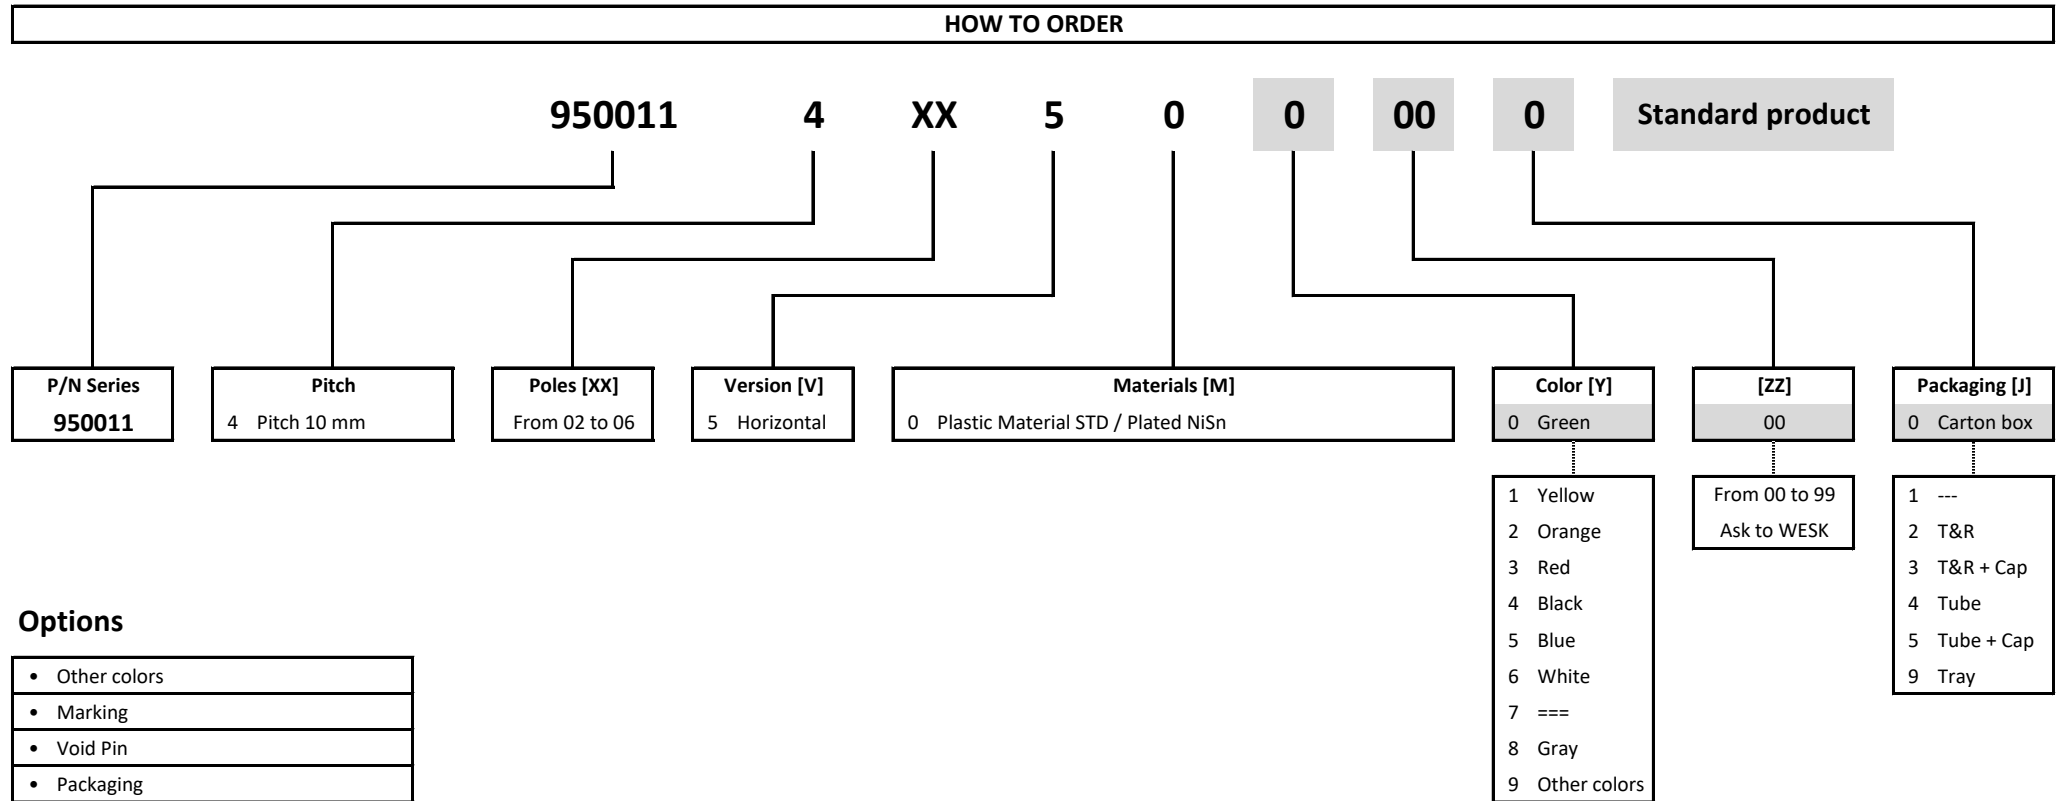 HOW TO ORDER
950011 4 XX 5 0 0 00 0 Standard product
P/N Series
950011
Pitch
4 Pitch 10 mm
Poles [XX]
From 02 to 06
Version [V]
5 Horizontal
Materials [M]
0 Plastic Material STD / Plated NiSn
Color [Y]
0 Green
1 Yellow
2 Orange
3 Red
4 Black
5 Blue
6 White
7 ===
8 Gray
9 Other colors
[ZZ]
00
From 00 to 99
Ask to WESK
Packaging [J]
0 Carton box
1 ---
2 T&R
3 T&R + Cap
4 Tube
5 Tube + Cap
9 Tray
Options
• Other colors
• Marking
• Void Pin
• Packaging